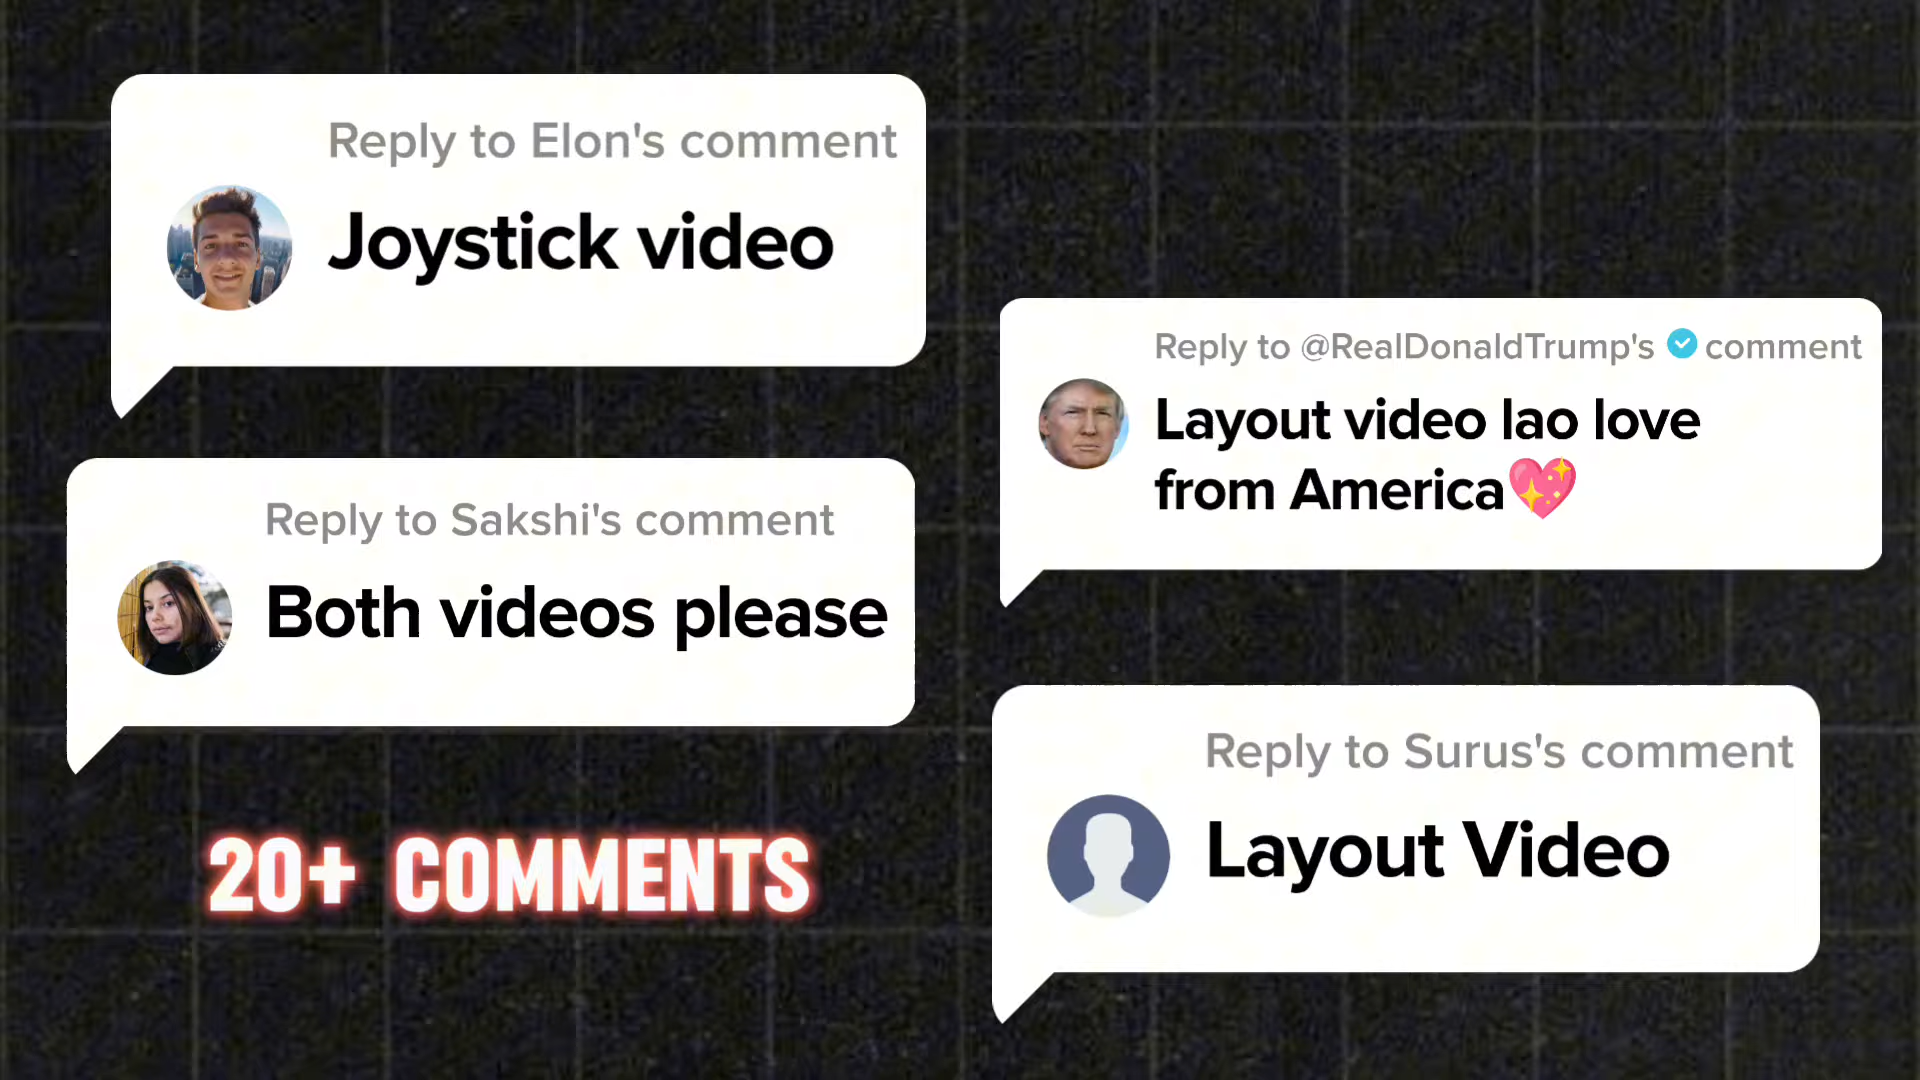 Reply to Elon's comment
Joystick video
Reply to @RealDonaldTrump's comment
Layout video lao love
from America💖
Reply to Sakshi's comment
Both videos please
Reply to Surus's comment
Layout Video
20+ COMMENTS